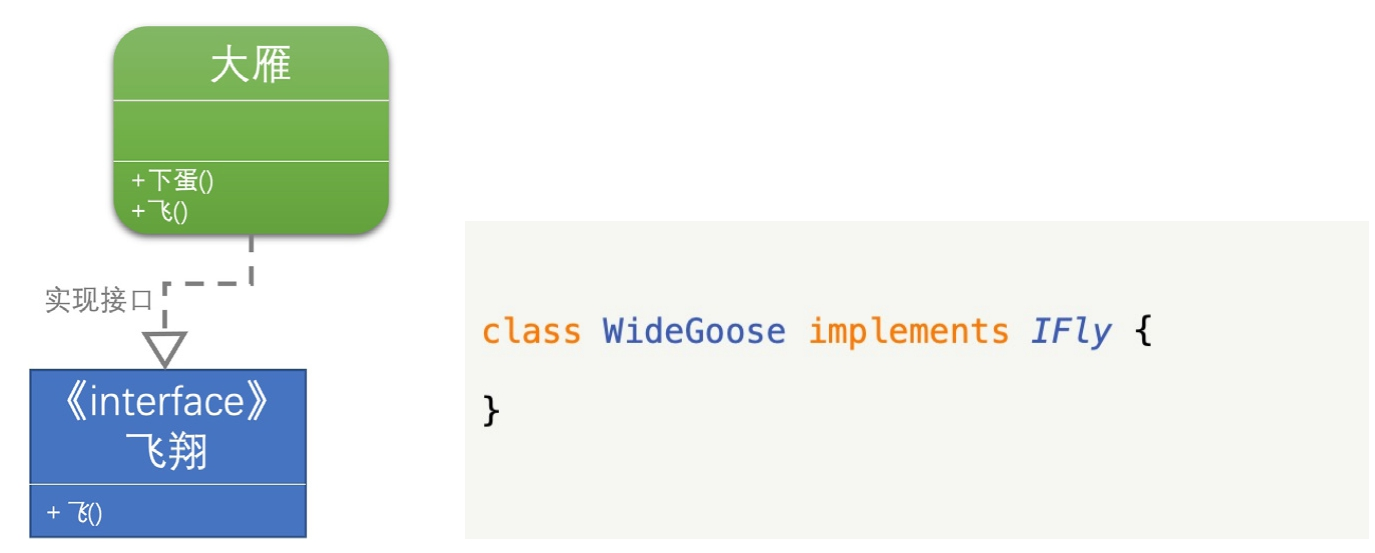 大雁
+下蛋()
+飞()
实现接口
《interface》
飞翔
+ 飞()
class WideGoose implements IFly {
}